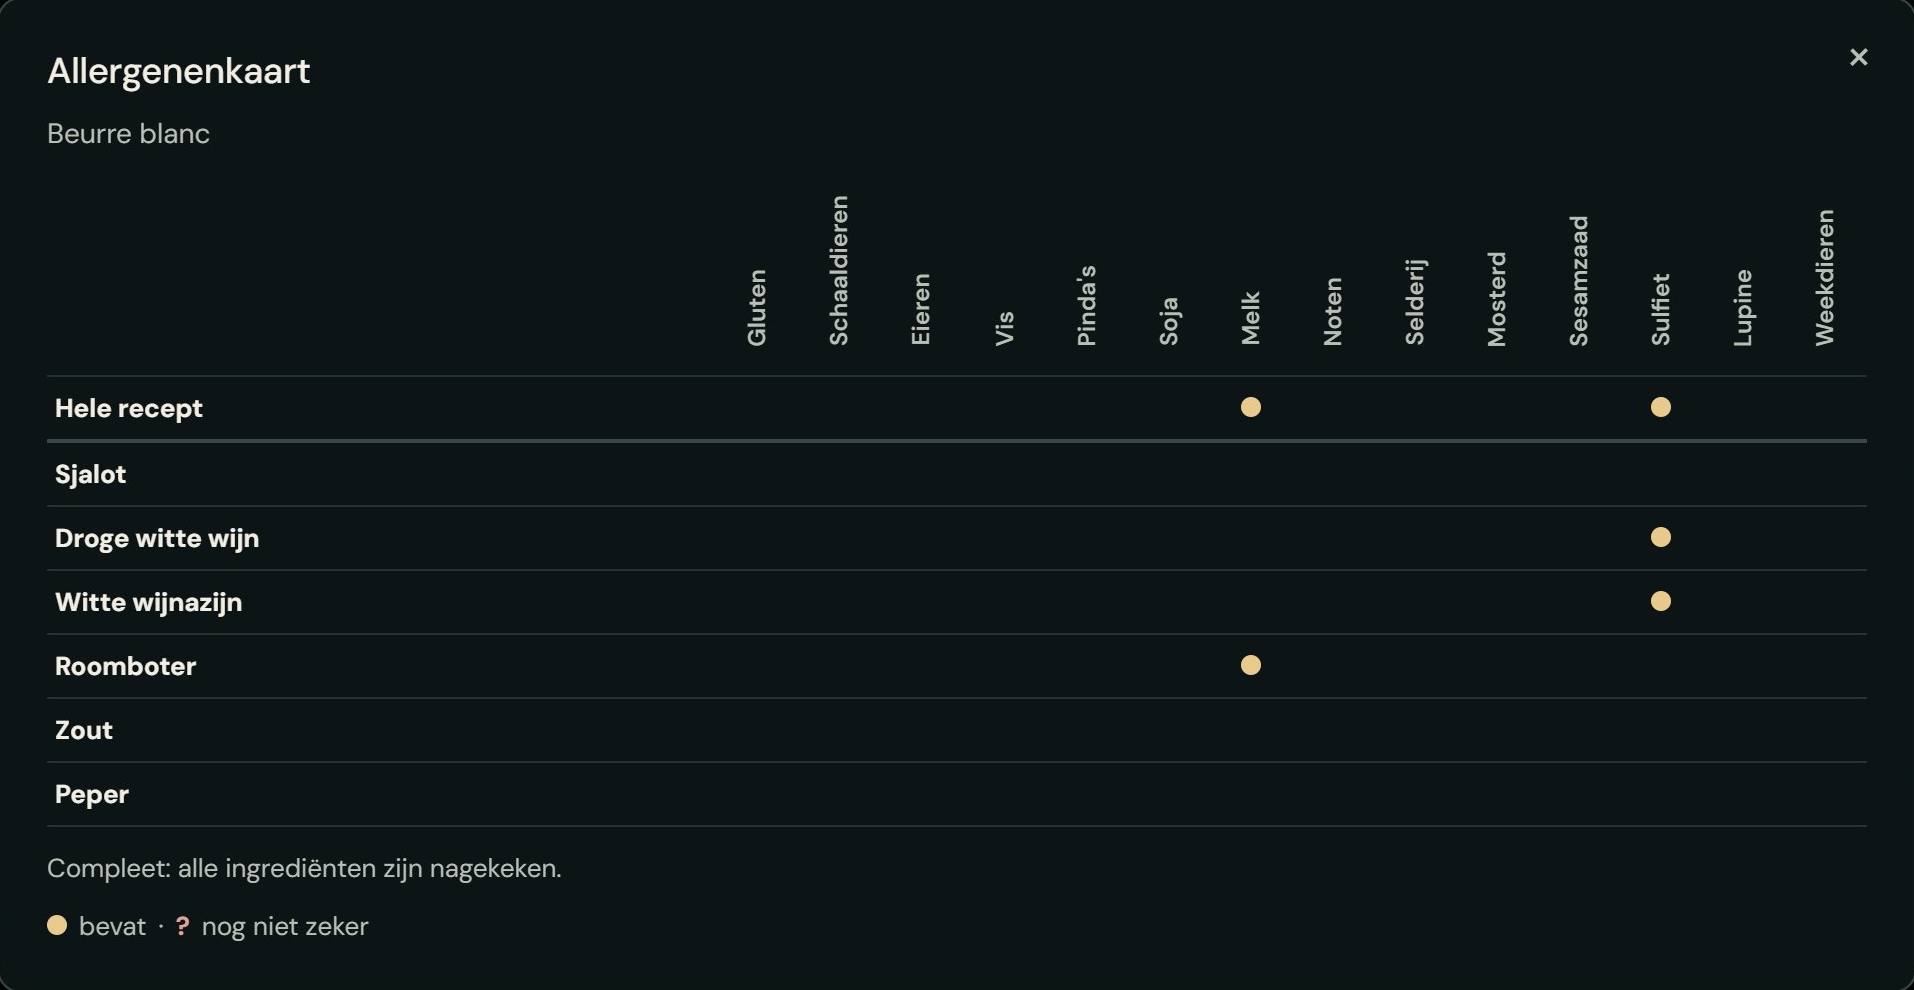 Allergenenkaart
×
Beurre blanc
Gluten
Schaaldieren
Eieren
Vis
Pinda's
Soja
Melk
Noten
Selderij
Mosterd
Sesamzaad
Sulfiet
Lupine
Weekdieren
Hele recept
Sjalot
Droge witte wijn
Witte wijnazijn
Roomboter
Zout
Peper
Compleet: alle ingrediënten zijn nagekeken.
bevat · ? nog niet zeker